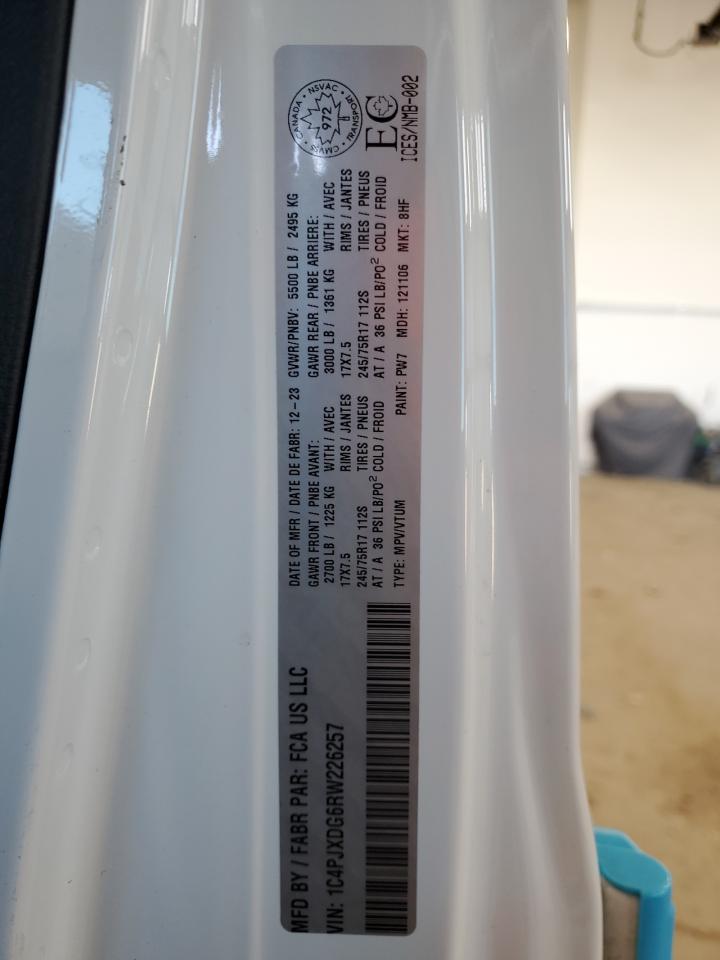 MFD BY / FABR PAR: FCA US LLC
DATE OF MFR / DATE DE FABR: 12-23 GVWR/PNBV: 5500 LB / 2495 KG
GAWR FRONT / PNBE AVANT: GAWR REAR / PNBE ARRIERE:
2700 LB / 1225 KG WITH / AVEC 3000 LB / 1361 KG WITH / AVEC
17X7.5 RIMS / JANTES 17X7.5 RIMS / JANTES
245/75R17 112S TIRES / PNEUS 245/75R17 112S TIRES / PNEUS
AT / A 36 PSI LB/PO2 COLD / FROID AT / A 36 PSI LB/PO2 COLD / FROID
VIN: 1C4PJXDG6RW226257
TYPE: MPV/VTUM PAINT: PW7 MDH: 121106 MKT: 8HF
CANADA • NSVAC • TRANSPORT • CMVSS •
972
EC
ICES/NMB-002